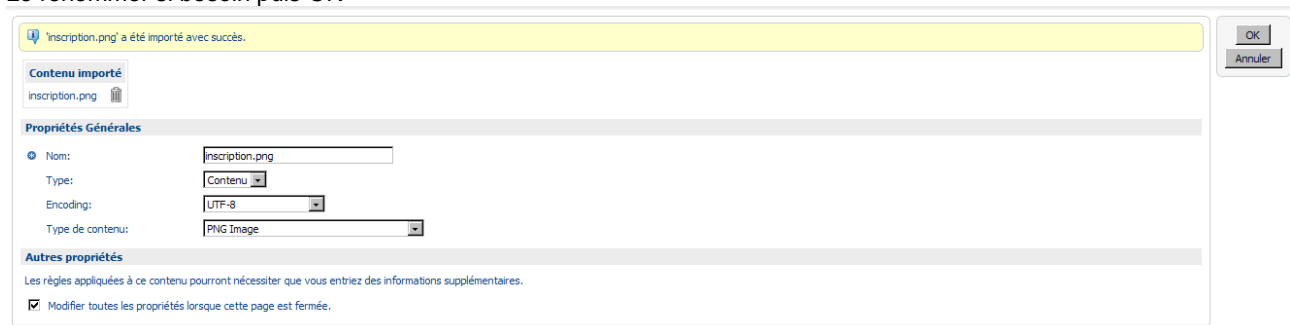 'inscription.png' a été importé avec succès.
OK
Annuler
Contenu importé
inscription.png
Propriétés Générales
Nom: inscription.png
Type: Contenu
Encoding: UTF-8
Type de contenu: PNG Image
Autres propriétés
Les règles appliquées à ce contenu pourront nécessiter que vous entriez des informations supplémentaires.
Modifier toutes les propriétés lorsque cette page est fermée.